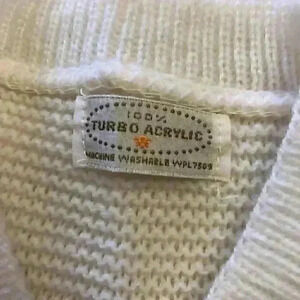 100%
TURBO ACRYLIC
MACHINE WASHABLE WPL7509